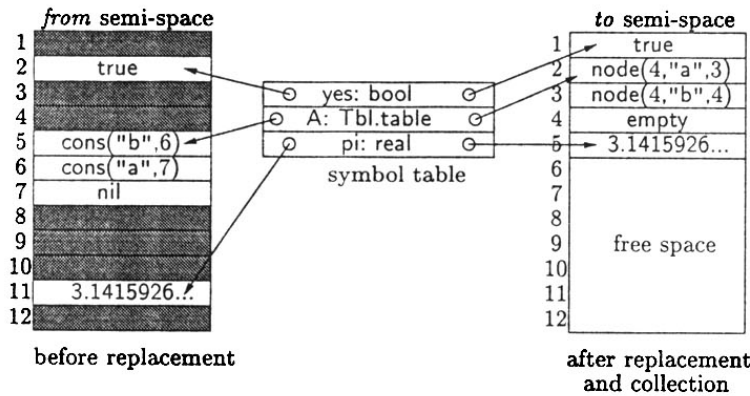 from semi-space
1
2 true
3
4
5 cons("b",6)
6 cons("a",7)
7 nil
8
9
10
11 3.1415926...
12
before replacement
yes: bool
A: Tbl.table
pi: real
symbol table
to semi-space
1 true
2 node(4,"a",3)
3 node(4,"b",4)
4 empty
5 3.1415926...
6
7
8
9 free space
10
11
12
after replacement
and collection